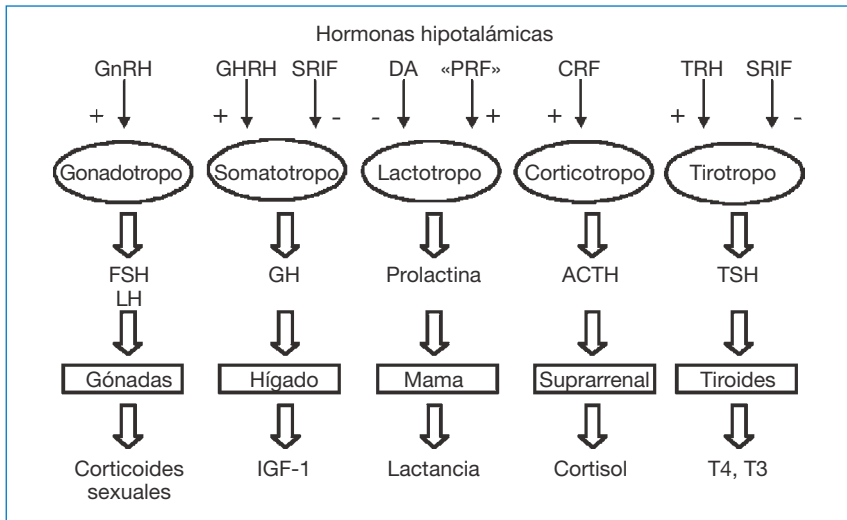 Hormonas hipotalámicas
GnRH GHRH SRIF DA «PRF» CRF TRH SRIF
+ + - - + + + -
Gonadotropo Somatotropo Lactotropo Corticotropo Tirotropo
FSH GH Prolactina ACTH TSH
LH
Gónadas Hígado Mama Suprarrenal Tiroides
Corticoides IGF-1 Lactancia Cortisol T4, T3
sexuales